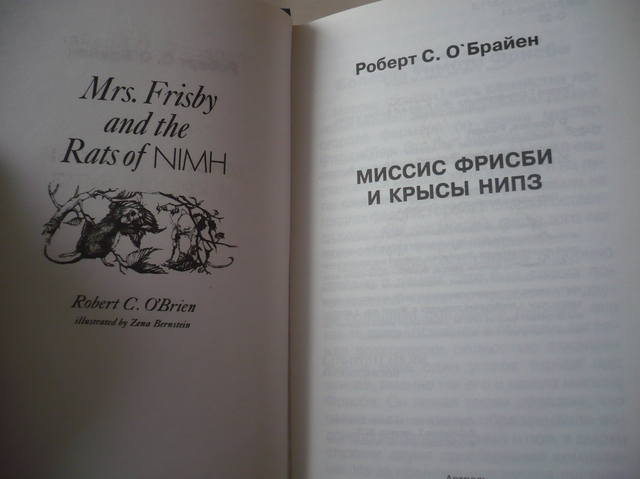 Mrs. Frisby
and the
Rats of NIMH
Robert C. O'Brien
illustrated by Zena Bernstein
Роберт С. О`Брайен
МИССИС ФРИСБИ
И КРЫСЫ НИПЗ